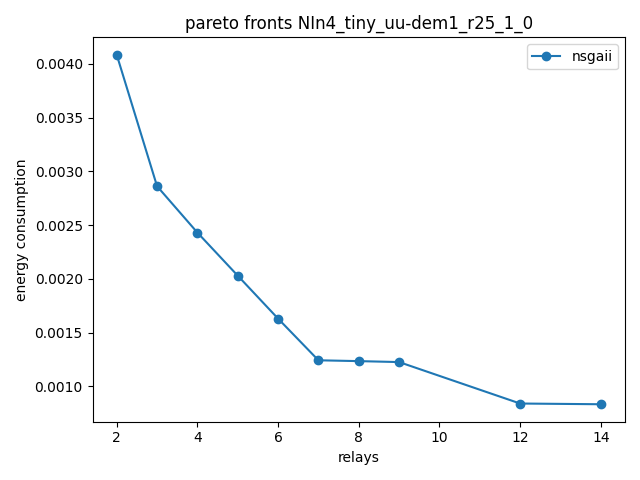 pareto fronts NIn4_tiny_uu-dem1_r25_1_0
nsgaii
energy consumption
0.0040
0.0035
0.0030
0.0025
0.0020
0.0015
0.0010
2 4 6 8 10 12 14
relays